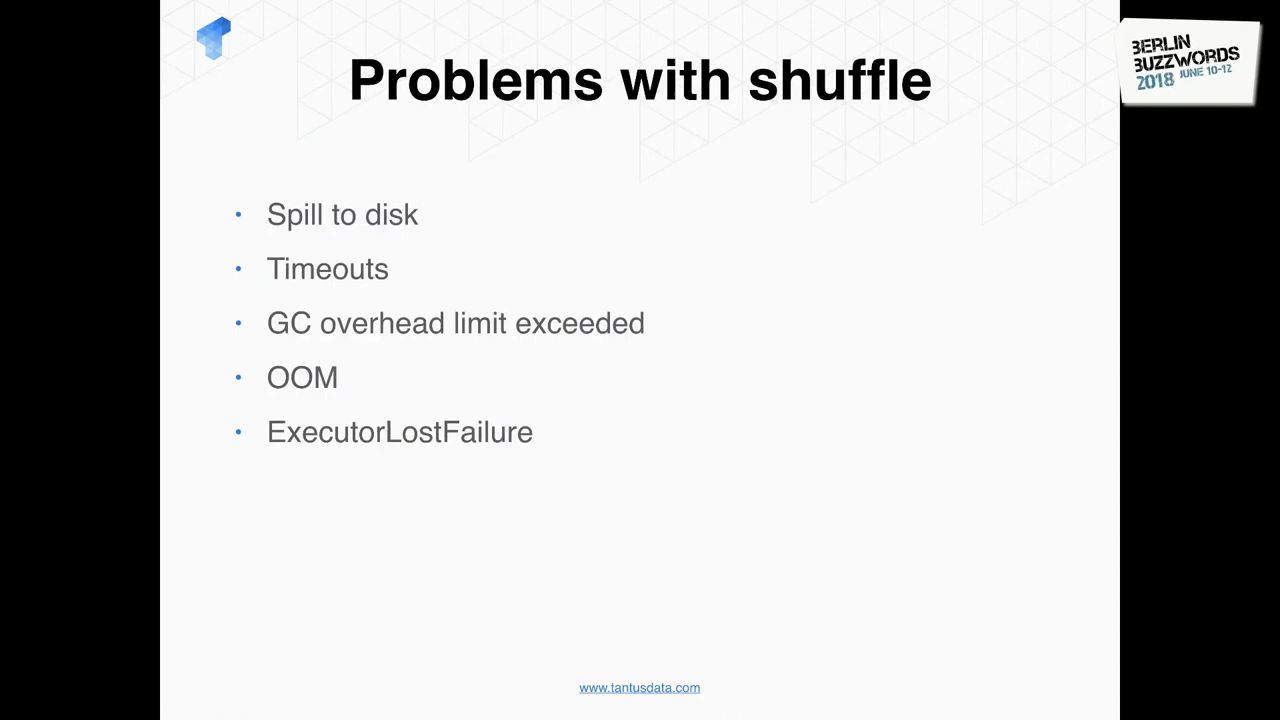 Problems with shuffle
BERLIN
BUZZWORDS
2018 JUNE 10-12
• Spill to disk
• Timeouts
• GC overhead limit exceeded
• OOM
• ExecutorLostFailure
www.tantusdata.com